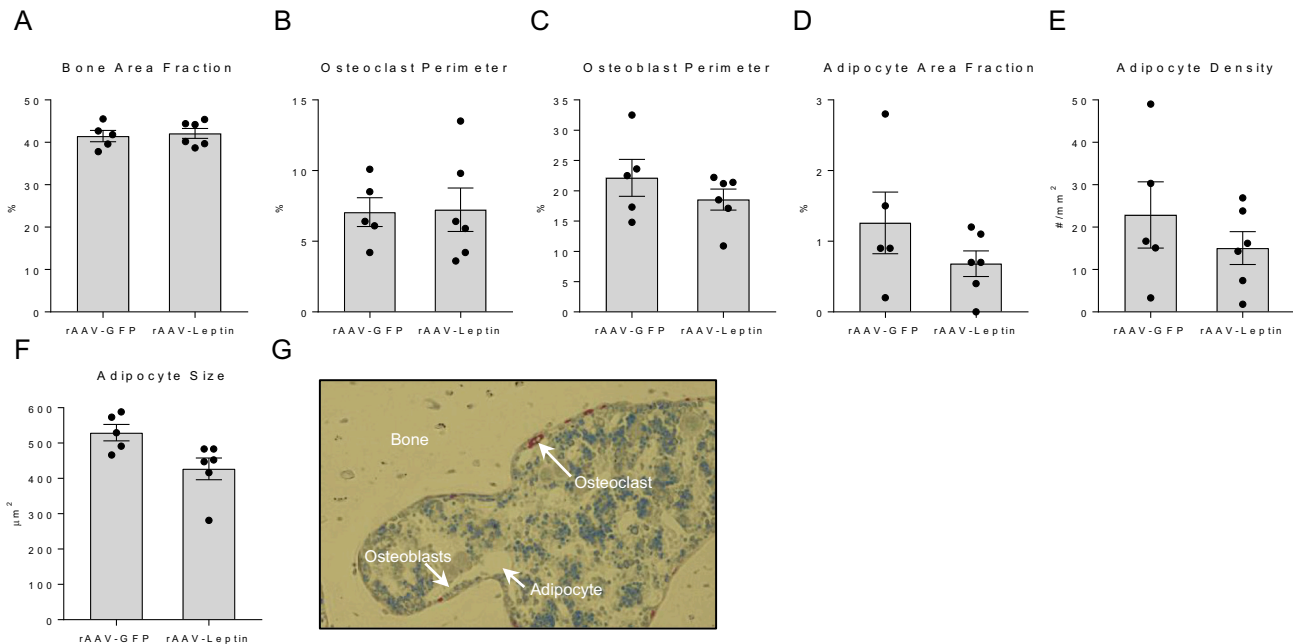 A
Bone Area Fraction
%
50
40
30
20
10
0
rAAV-GFP rAAV-Leptin
B
Osteoclast Perimeter
%
15
10
5
0
rAAV-GFP rAAV-Leptin
C
Osteoblast Perimeter
%
35
30
25
20
15
10
5
0
rAAV-GFP rAAV-Leptin
D
Adipocyte Area Fraction
%
3
2
1
0
rAAV-GFP rAAV-Leptin
E
Adipocyte Density
#/mm²
50
40
30
20
10
0
rAAV-GFP rAAV-Leptin
F
Adipocyte Size
µm²
600
500
400
300
200
100
0
rAAV-GFP rAAV-Leptin
G
Bone
Osteoclast
Osteoblasts
Adipocyte